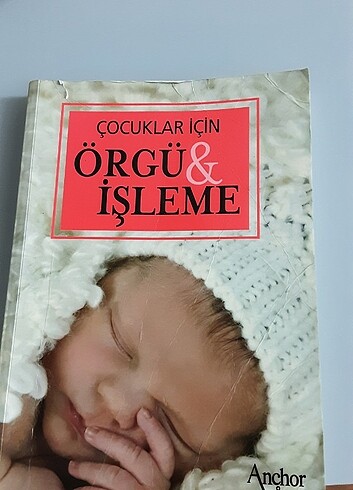 ÇOCUKLAR İÇİN
ÖRGÜ &
İŞLEME
Anchor